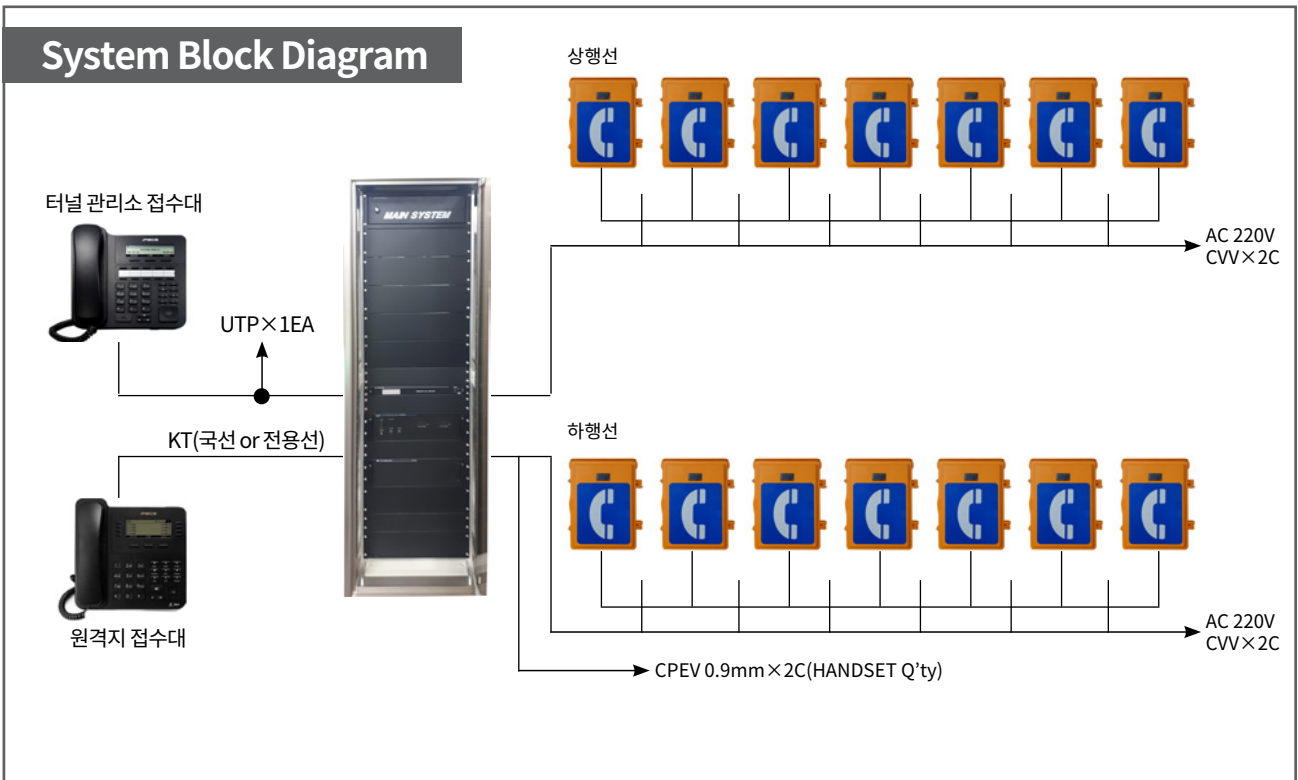 System Block Diagram
상행선
터널 관리소 접수대
MAIN SYSTEM
AC 220V
CVV×2C
UTP×1EA
하행선
KT(국선 or 전용선)
원격지 접수대
AC 220V
CVV×2C
CPEV 0.9mm×2C(HANDSET Q’ty)